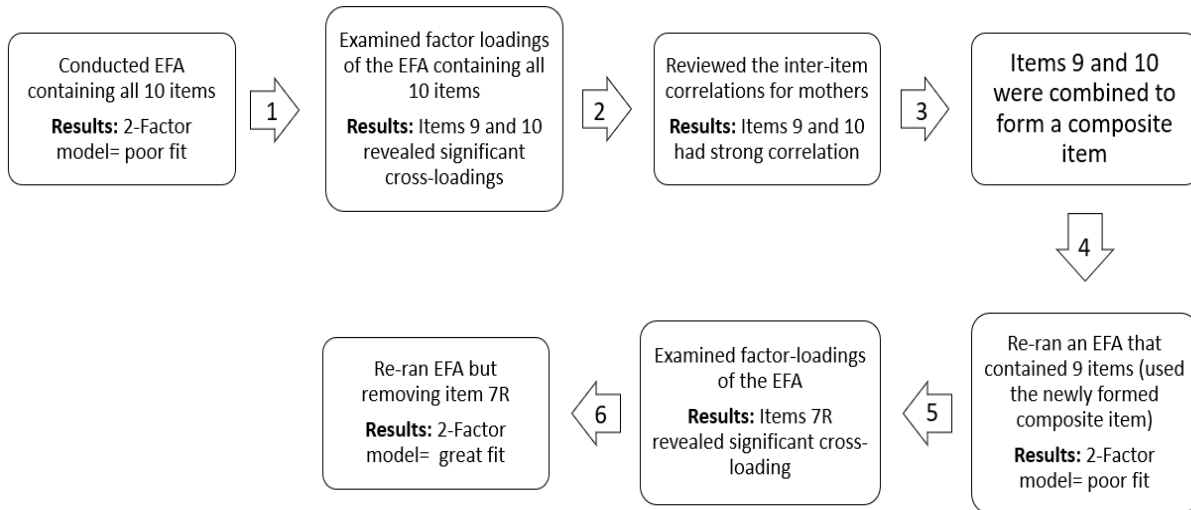 Conducted EFA
containing all 10 items
Results: 2-Factor
model= poor fit
1
Examined factor loadings
of the EFA containing all
10 items
Results: Items 9 and 10
revealed significant
cross-loadings
2
Reviewed the inter-item
correlations for mothers
Results: Items 9 and 10
had strong correlation
3
Items 9 and 10
were combined to
form a composite
item
4
Re-ran an EFA that
contained 9 items (used
the newly formed
composite item)
Results: 2-Factor
model= poor fit
5
Examined factor-loadings
of the EFA
Results: Items 7R
revealed significant cross-
loading
6
Re-ran EFA but
removing item 7R
Results: 2-Factor
model= great fit